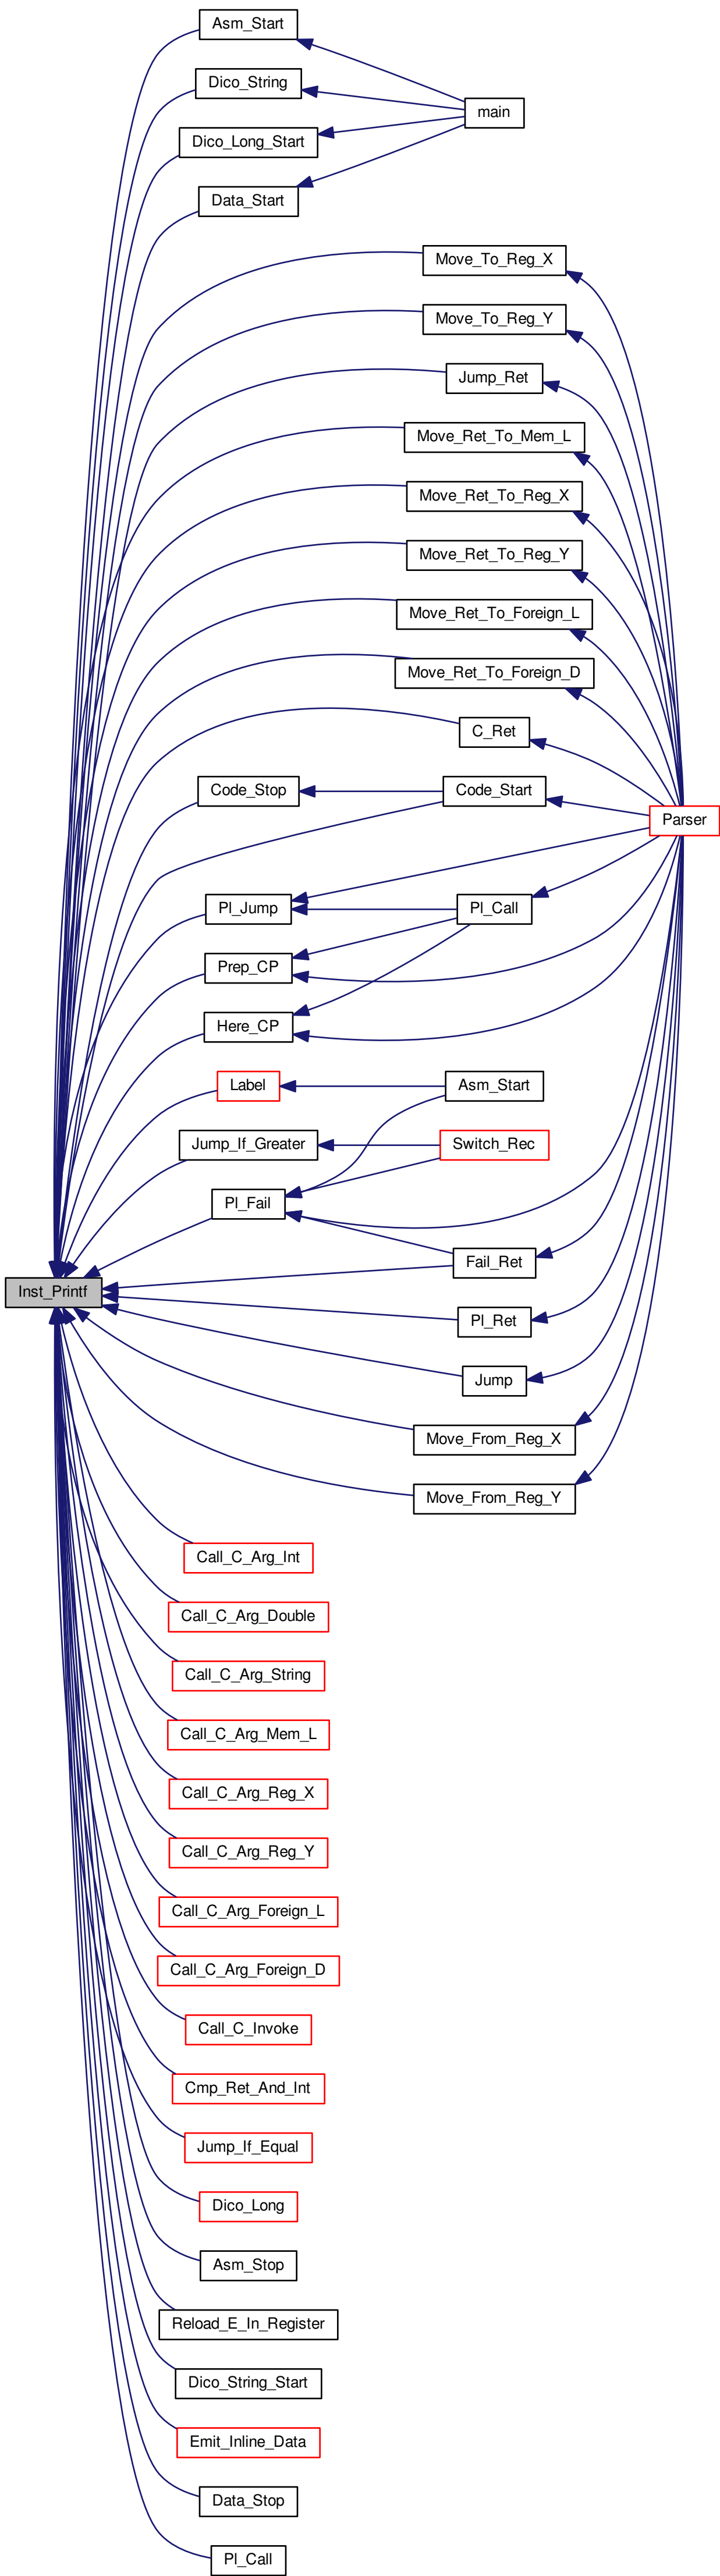 Asm_Start
Dico_String
main
Dico_Long_Start
Data_Start
Move_To_Reg_X
Move_To_Reg_Y
Jump_Ret
Move_Ret_To_Mem_L
Move_Ret_To_Reg_X
Move_Ret_To_Reg_Y
Move_Ret_To_Foreign_L
Move_Ret_To_Foreign_D
C_Ret
Code_Stop
Code_Start
Parser
Pl_Jump
Pl_Call
Prep_CP
Here_CP
Label
Asm_Start
Jump_If_Greater
Switch_Rec
Pl_Fail
Fail_Ret
Inst_Printf
Pl_Ret
Jump
Move_From_Reg_X
Move_From_Reg_Y
Call_C_Arg_Int
Call_C_Arg_Double
Call_C_Arg_String
Call_C_Arg_Mem_L
Call_C_Arg_Reg_X
Call_C_Arg_Reg_Y
Call_C_Arg_Foreign_L
Call_C_Arg_Foreign_D
Call_C_Invoke
Cmp_Ret_And_Int
Jump_If_Equal
Dico_Long
Asm_Stop
Reload_E_In_Register
Dico_String_Start
Emit_Inline_Data
Data_Stop
Pl_Call